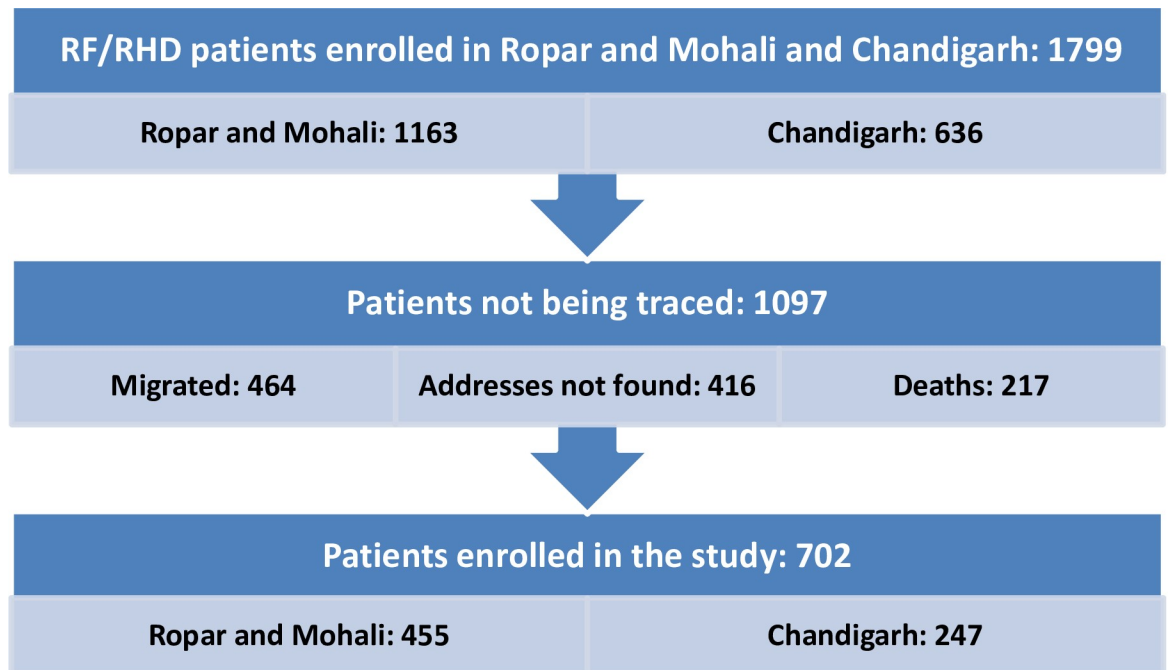 RF/RHD patients enrolled in Ropar and Mohali and Chandigarh: 1799
Ropar and Mohali: 1163
Chandigarh: 636
Patients not being traced: 1097
Migrated: 464
Addresses not found: 416
Deaths: 217
Patients enrolled in the study: 702
Ropar and Mohali: 455
Chandigarh: 247